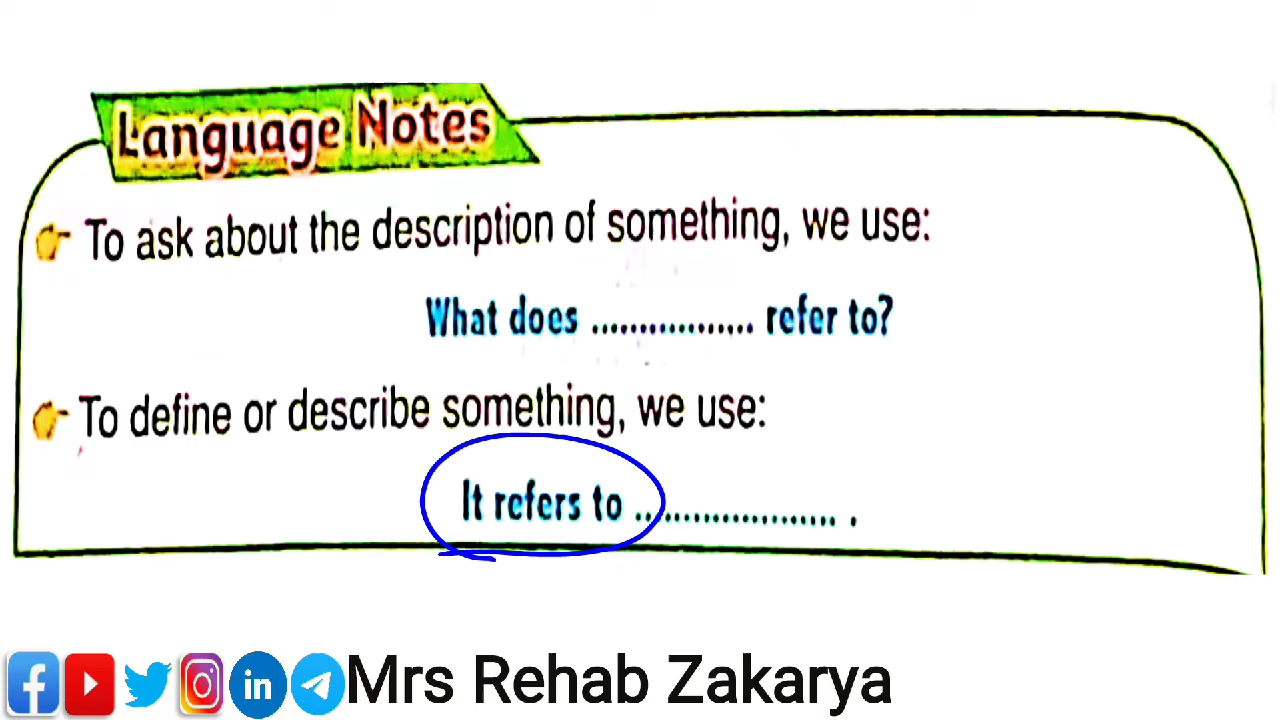 Language Notes
To ask about the description of something, we use:
What does ................. refer to?
To define or describe something, we use:
It refers to ..................... .
Mrs Rehab Zakarya